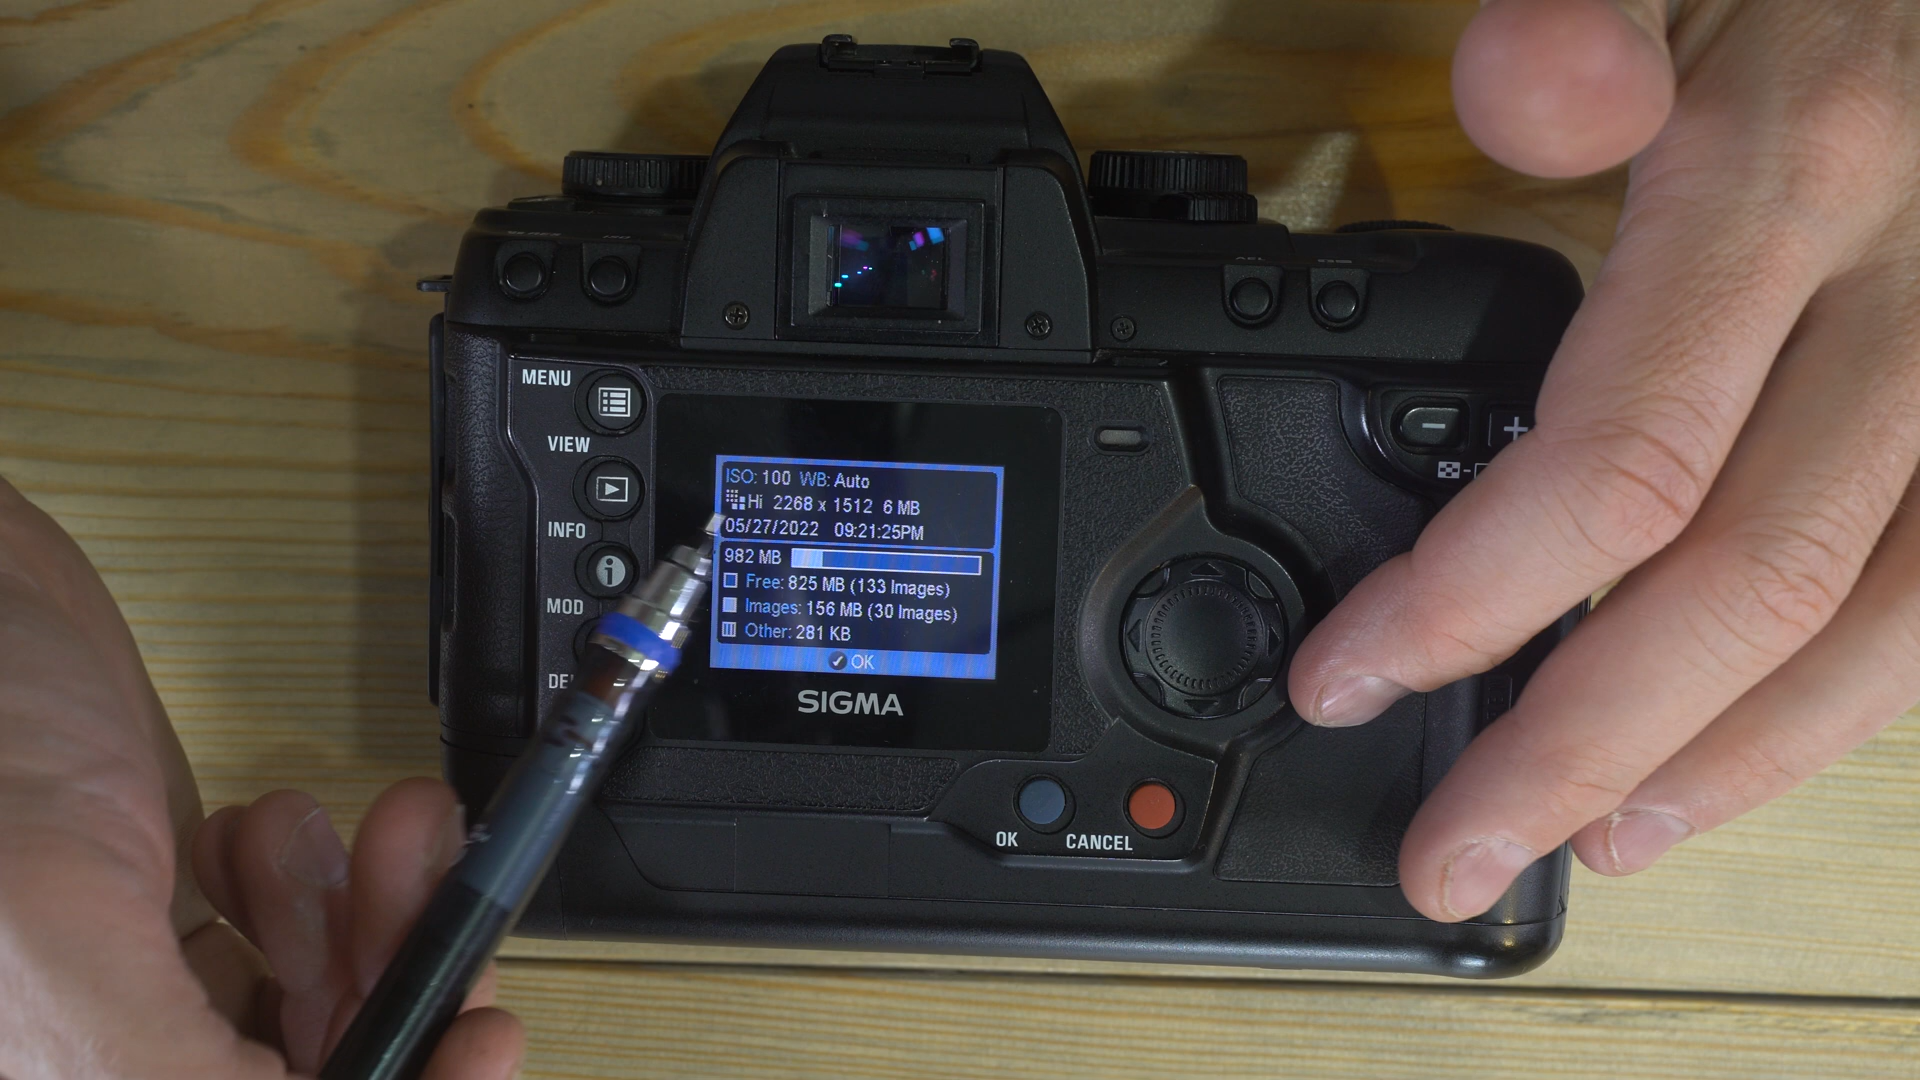 MENU
VIEW
INFO
MOD
DEL
ISO: 100 WB: Auto
Hi 2268 x 1512 6 MB
05/27/2022 09:21:25PM
982 MB
Free: 825 MB (133 Images)
Images: 156 MB (30 Images)
Other: 281 KB
OK
SIGMA
OK CANCEL